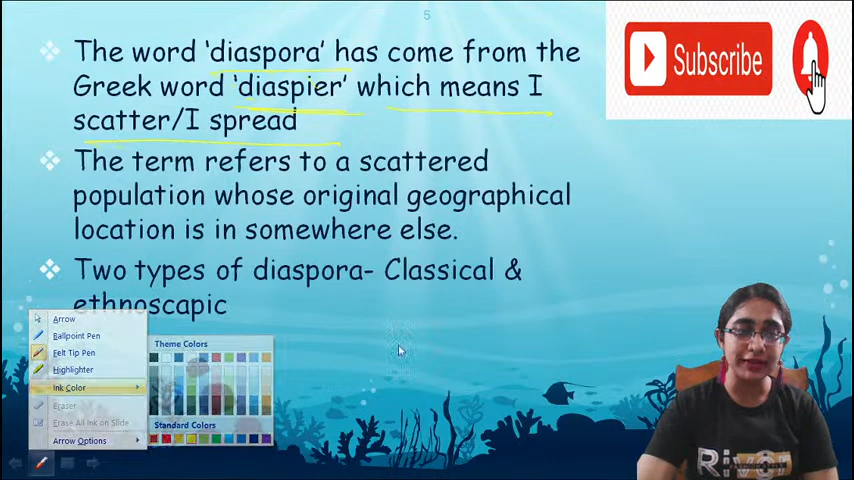 5
The word ‘diaspora’ has come from the
Greek word ‘diaspier’ which means I
scatter/I spread
The term refers to a scattered
population whose original geographical
location is in somewhere else.
Two types of diaspora- Classical &
ethnoscapic
Subscribe
Arrow
Ballpoint Pen
Felt Tip Pen
Highlighter
Ink Color
Eraser
Erase All Ink on Slide
Arrow Options
Theme Colors
Standard Colors
River